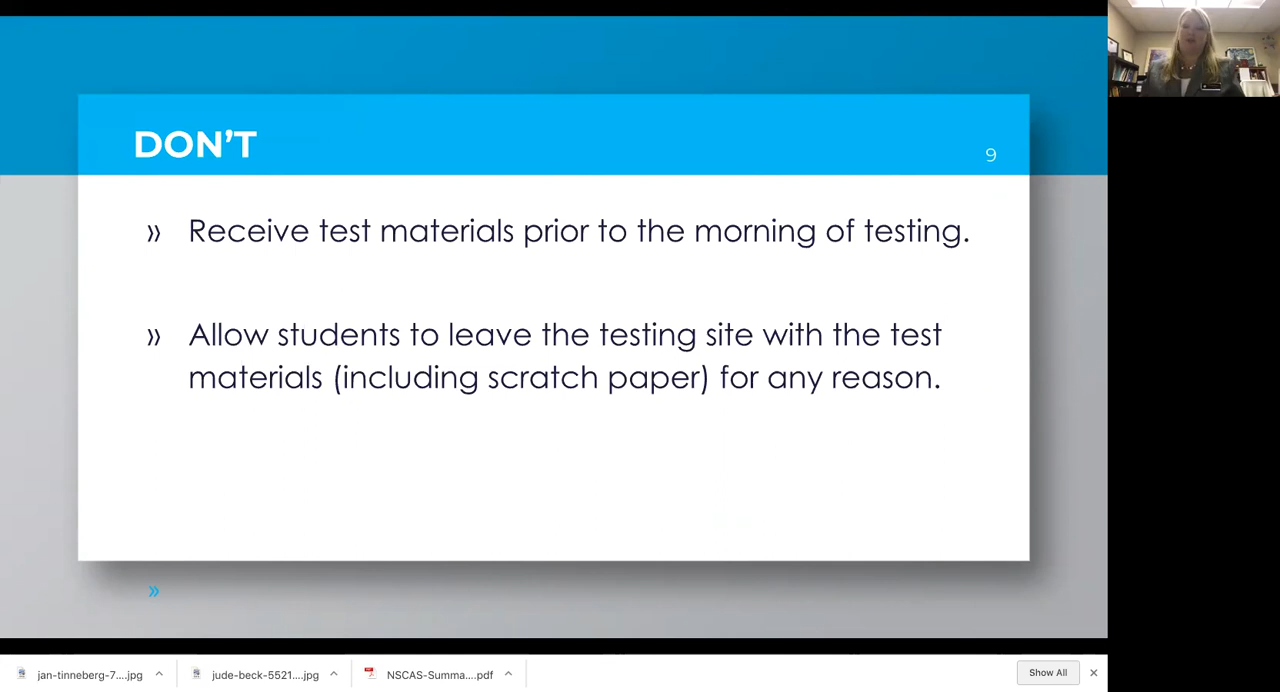 DON'T
9
» Receive test materials prior to the morning of testing.
» Allow students to leave the testing site with the test
materials (including scratch paper) for any reason.
»
jan-tinneberg-7....jpg
jude-beck-5521....jpg
NSCAS-Summa....pdf
Show All